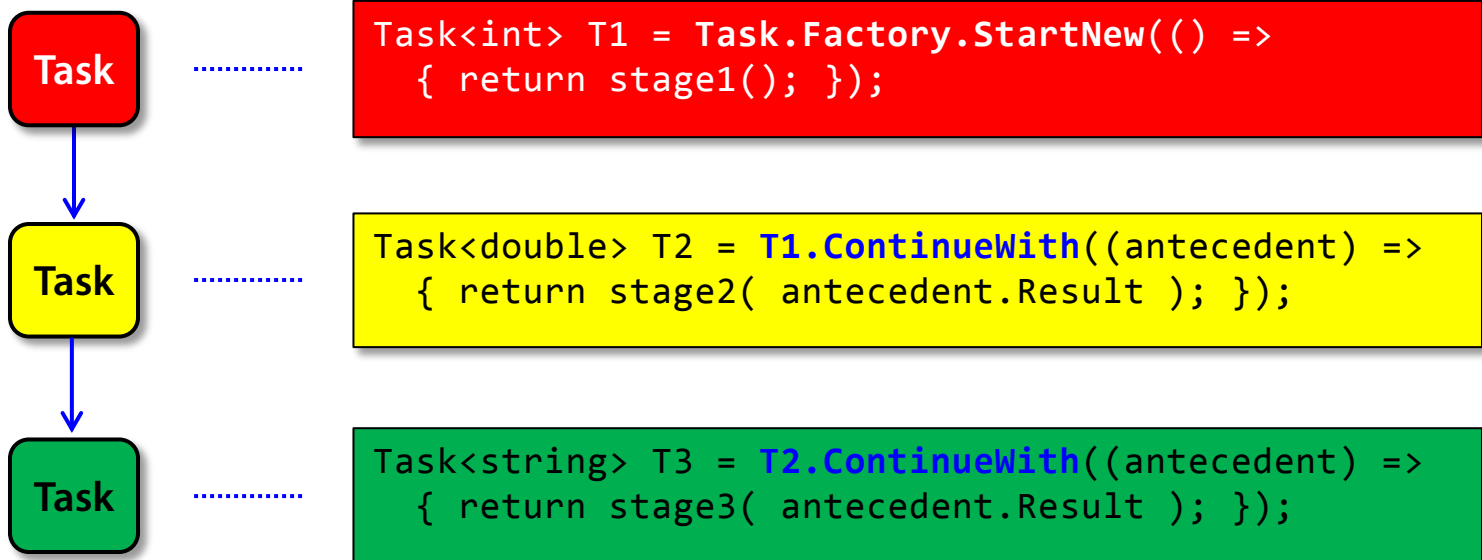 Task
Task<int> T1 = Task.Factory.StartNew(() =>
{ return stage1(); });
Task
Task<double> T2 = T1.ContinueWith((antecedent) =>
{ return stage2( antecedent.Result ); });
Task
Task<string> T3 = T2.ContinueWith((antecedent) =>
{ return stage3( antecedent.Result ); });